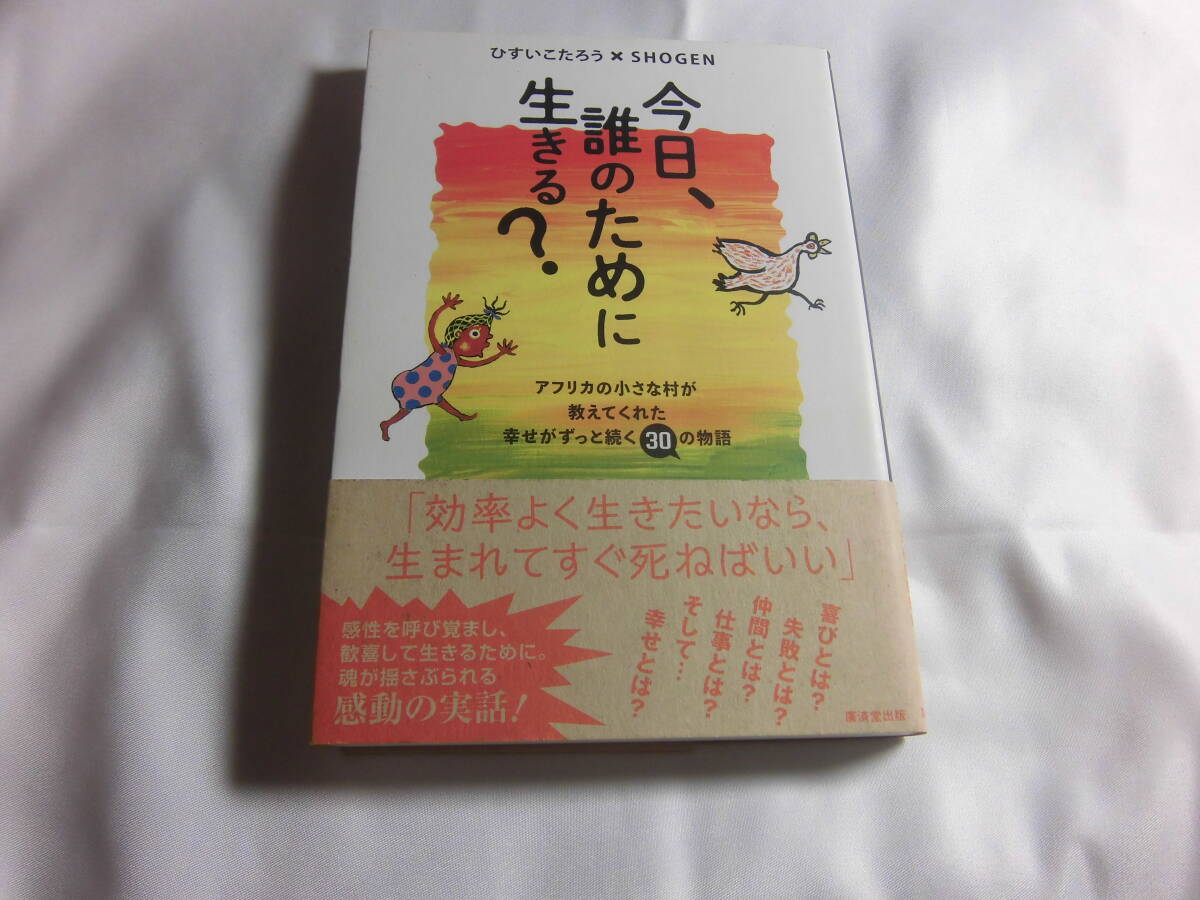 ひすいこたろう × SHOGEN
今日、
誰のために
生きる?
アフリカの小さな村が
教えてくれた
幸せがずっと続く30の物語
「効率よく生きたいなら、
生まれてすぐ死ねばいい」
感性を呼び覚まし、
歓喜して生きるために。
魂が揺さぶられる
感動の実話!
喜びとは?
失敗とは?
仲間とは?
仕事とは?
そして…
幸せとは?
廣済堂出版